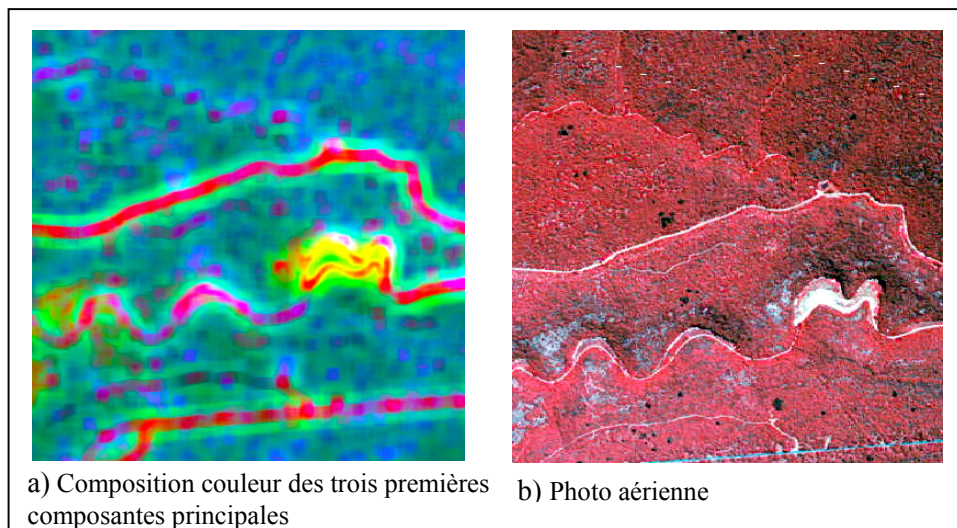 a) Composition couleur des trois premières
composantes principales
b) Photo aérienne